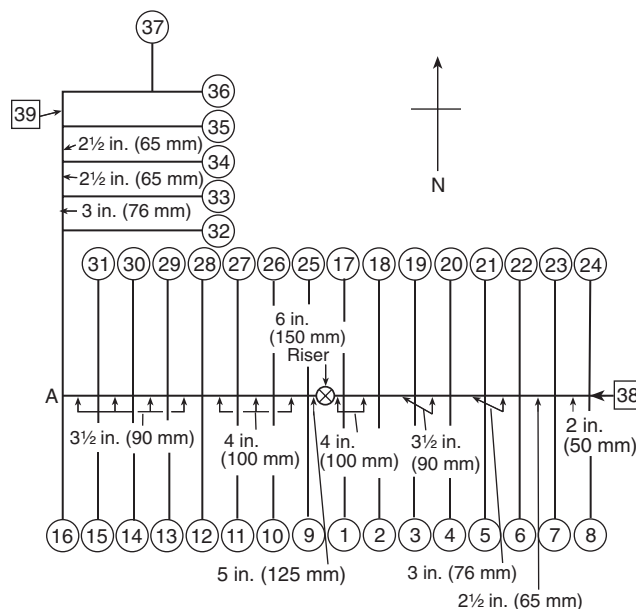 37
36
39
35
2½ in. (65 mm)
34
2½ in. (65 mm)
33
3 in. (76 mm)
32
N
31 30 29 28 27 26 25 17 18 19 20 21 22 23 24
6 in.
(150 mm)
Riser
A
38
3½ in. (90 mm)
4 in.
(100 mm)
4 in.
(100 mm)
3½ in.
(90 mm)
2 in.
(50 mm)
16 15 14 13 12 11 10 9 1 2 3 4 5 6 7 8
5 in. (125 mm)
3 in. (76 mm)
2½ in. (65 mm)